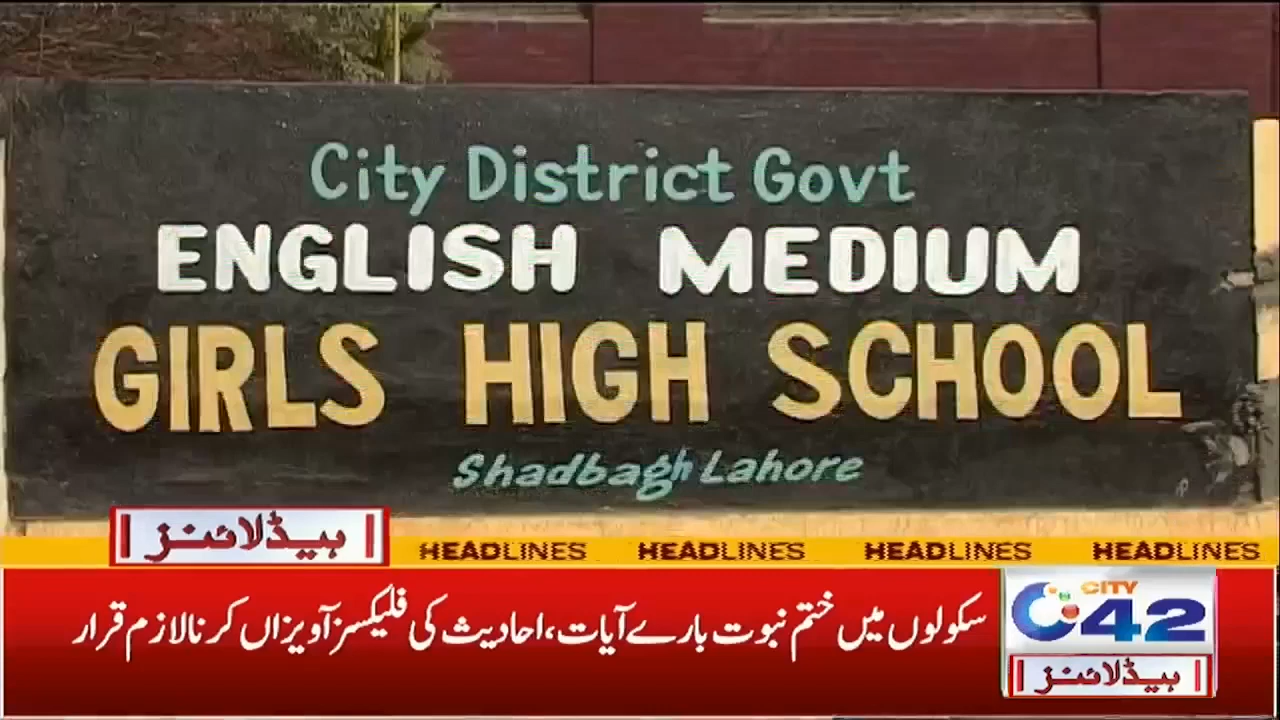 City District Govt
ENGLISH MEDIUM
GIRLS HIGH SCHOOL
Shadbagh Lahore
ہیڈلائنز
HEADLINES HEADLINES HEADLINES HEADLINES
سکولوں میں ختم نبوت بارے آیات، احادیث کی فلیکسز آویزاں کرنا لازم قرار
CITY
42
ہیڈلائنز